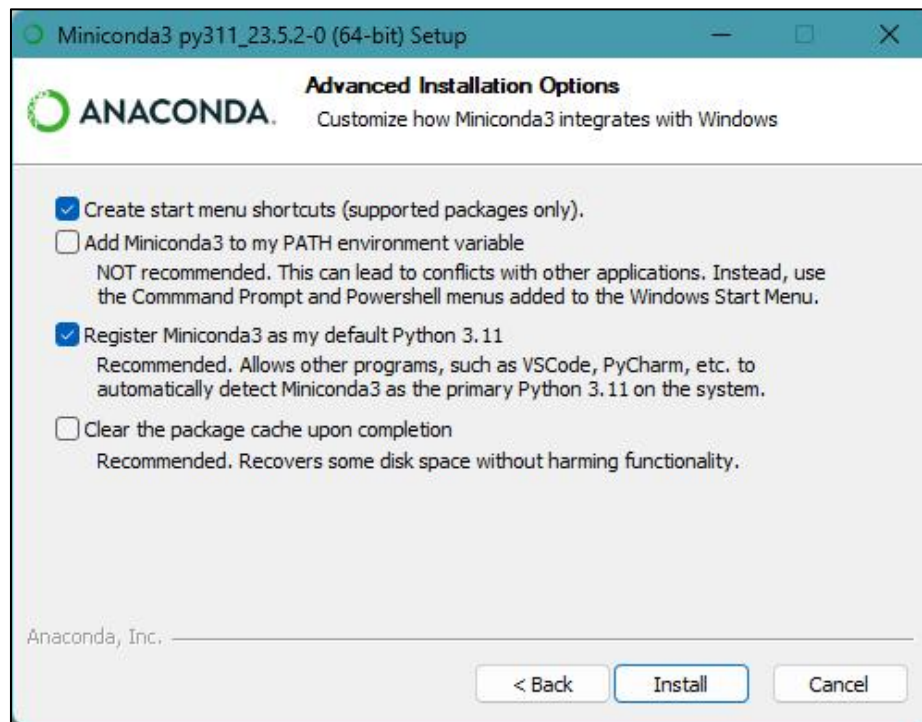 Miniconda3 py311_23.5.2-0 (64-bit) Setup
ANACONDA.
Advanced Installation Options
Customize how Miniconda3 integrates with Windows
Create start menu shortcuts (supported packages only).
Add Miniconda3 to my PATH environment variable
NOT recommended. This can lead to conflicts with other applications. Instead, use
the Commmand Prompt and Powershell menus added to the Windows Start Menu.
Register Miniconda3 as my default Python 3.11
Recommended. Allows other programs, such as VSCode, PyCharm, etc. to
automatically detect Miniconda3 as the primary Python 3.11 on the system.
Clear the package cache upon completion
Recommended. Recovers some disk space without harming functionality.
Anaconda, Inc.
< Back
Install
Cancel